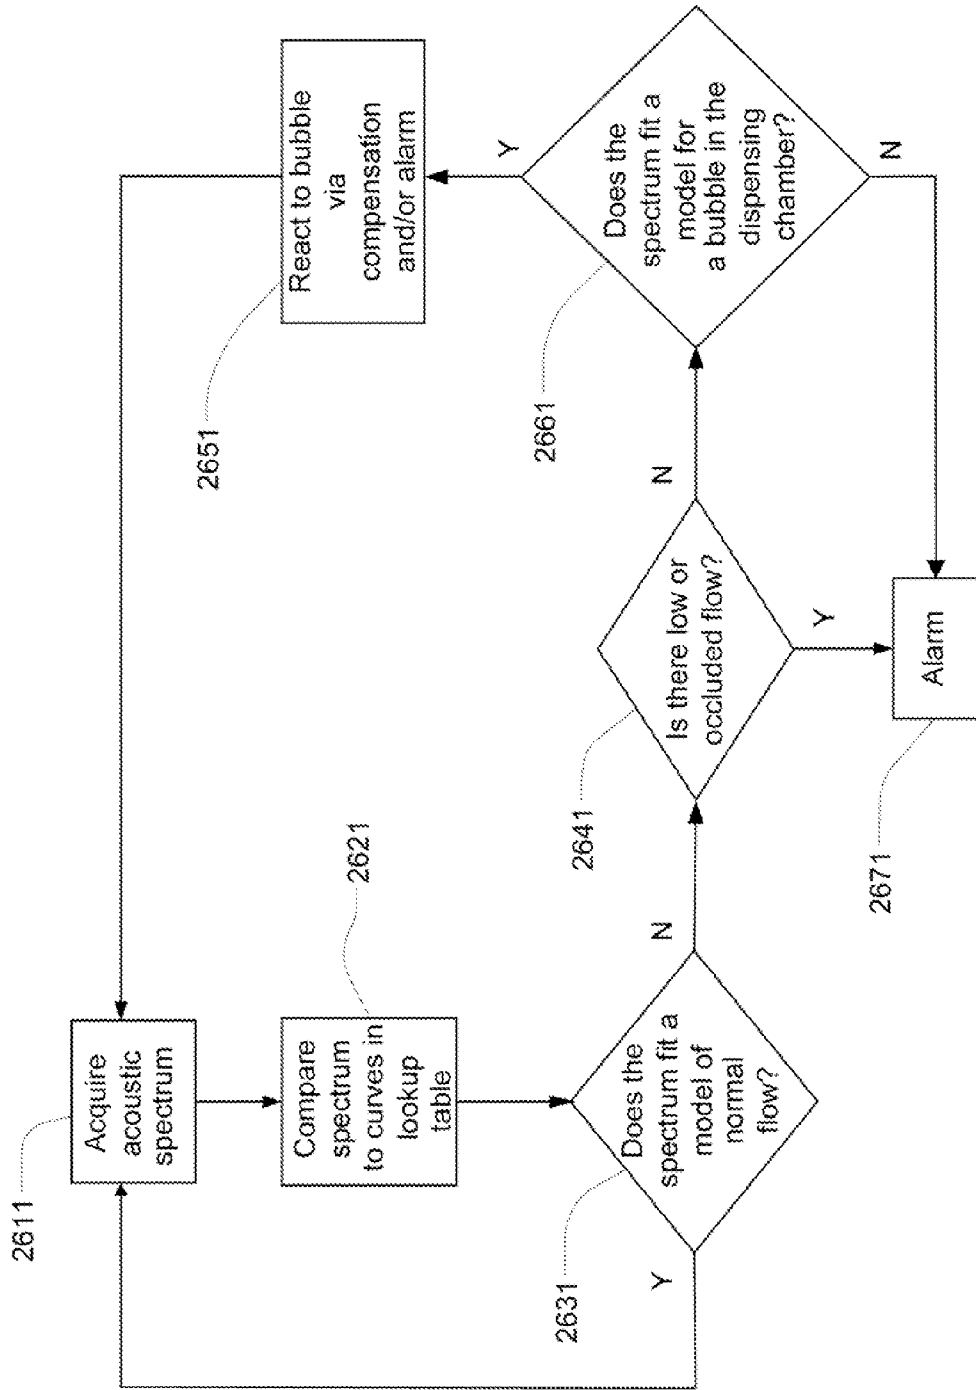 2611
Acquire
acoustic
spectrum
2621
Compare
spectrum
to curves in
lookup
table
2631
Does the
spectrum fit a
model of
normal
flow?
Y
N
2641
Is there low or
occluded flow?
Y
N
2651
React to bubble
via
compensation
and/or alarm
2661
Does the
spectrum fit a
model for
a bubble in the
dispensing
chamber?
Y
N
2671
Alarm